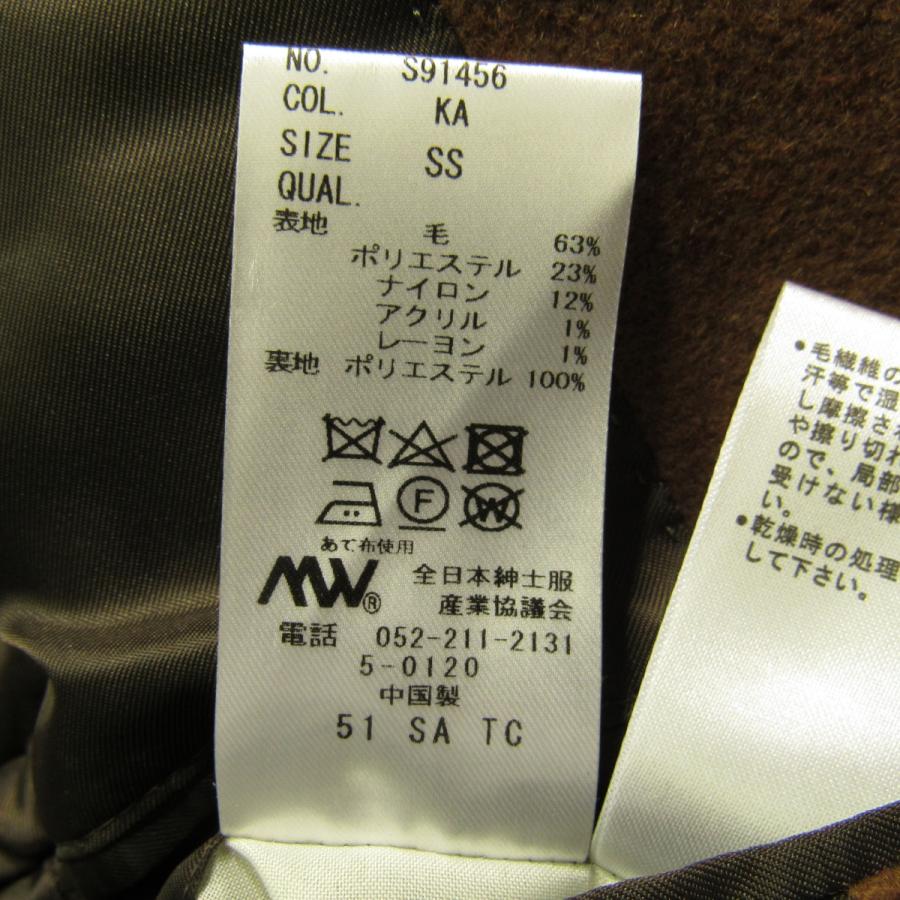 NO. S91456
COL. KA
SIZE SS
QUAL.
表地 毛 63%
ポリエステル 23%
ナイロン 12%
アクリル 1%
レーヨン 1%
裏地 ポリエステル 100%
F
W
あて布使用
MW® 全日本紳士服
産業協議会
電話 052-211-2131
5-0120
中国製
51 SA TC
•毛繊維の
汗等で湿
し摩擦さ
や擦り切れ
ので、局部
受けない様
い。
•乾燥時の処理
して下さい。